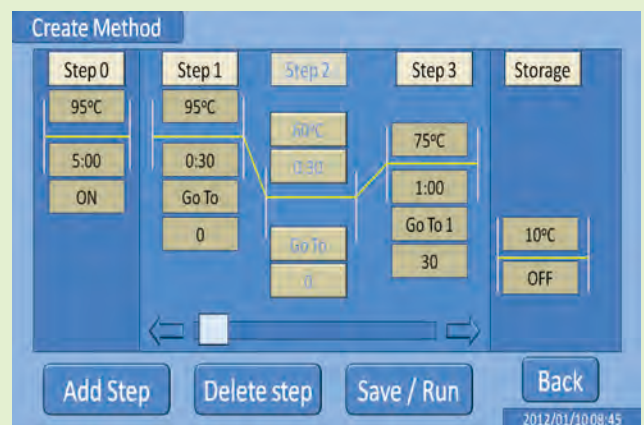 Create Method
Step 0
Step 1
Step 2
Step 3
Storage
95ºC
5:00
ON
95ºC
0:30
Go To
0
0:30
Go To
0
75ºC
1:00
Go To 1
30
10ºC
OFF
Add Step
Delete step
Save / Run
Back
2012/01/10 08:45